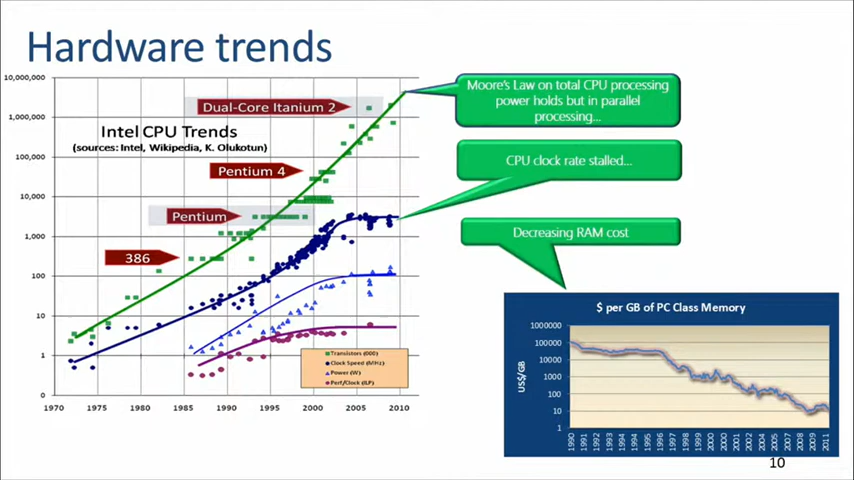 Hardware trends
10,000,000
1,000,000
100,000
10,000
1,000
100
10
1
0
1970
1975
1980
1985
1990
1995
2000
2005
2010
Intel CPU Trends
(sources: Intel, Wikipedia, K. Olukotun)
Dual-Core Itanium 2
Pentium 4
Pentium
386
Transistors (000)
Clock Speed (MHz)
Power (W)
Perf/Clock (ILP)
Moore's Law on total CPU processing
power holds but in parallel
processing...
CPU clock rate stalled...
Decreasing RAM cost
$ per GB of PC Class Memory
US$/GB
1000000
100000
10000
1000
100
10
1
1990
1991
1992
1993
1994
1994
1995
1996
1997
1998
1999
2000
2000
2001
2002
2003
2004
2005
2007
2008
2009
2009
2011
10